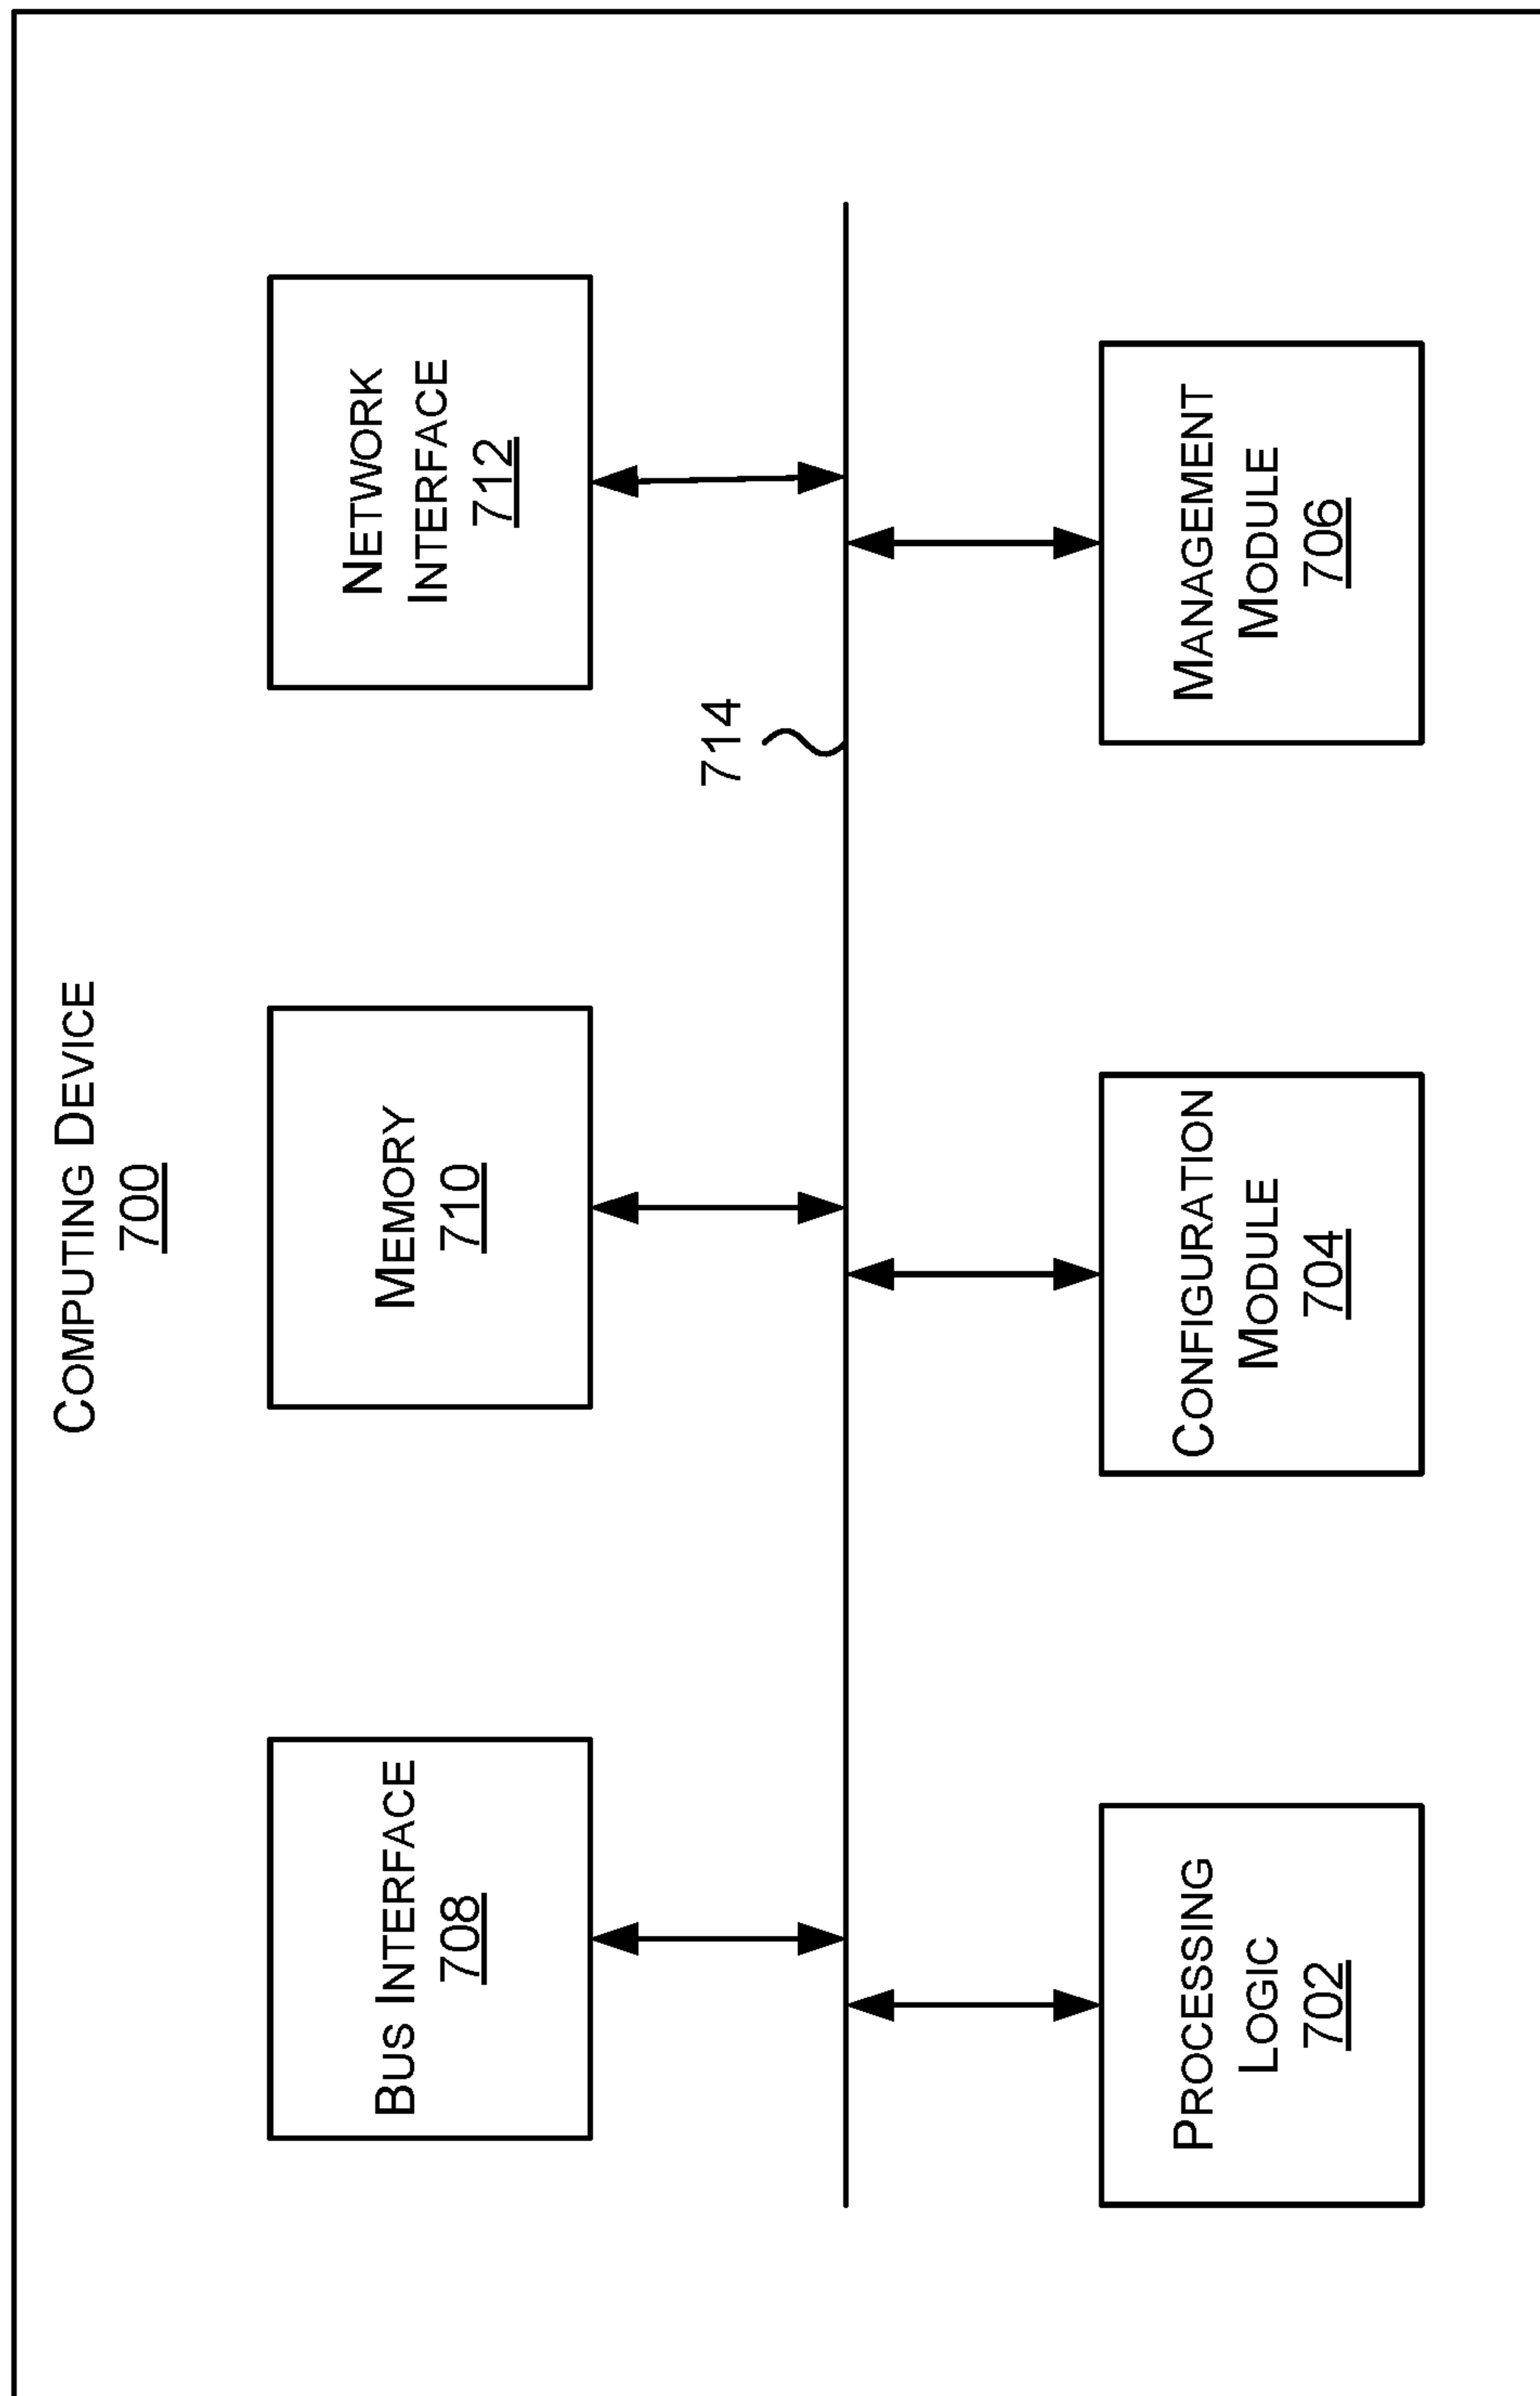 COMPUTING DEVICE
700
BUS INTERFACE
708
MEMORY
710
NETWORK
INTERFACE
712
714
PROCESSING
LOGIC
702
CONFIGURATION
MODULE
704
MANAGEMENT
MODULE
706